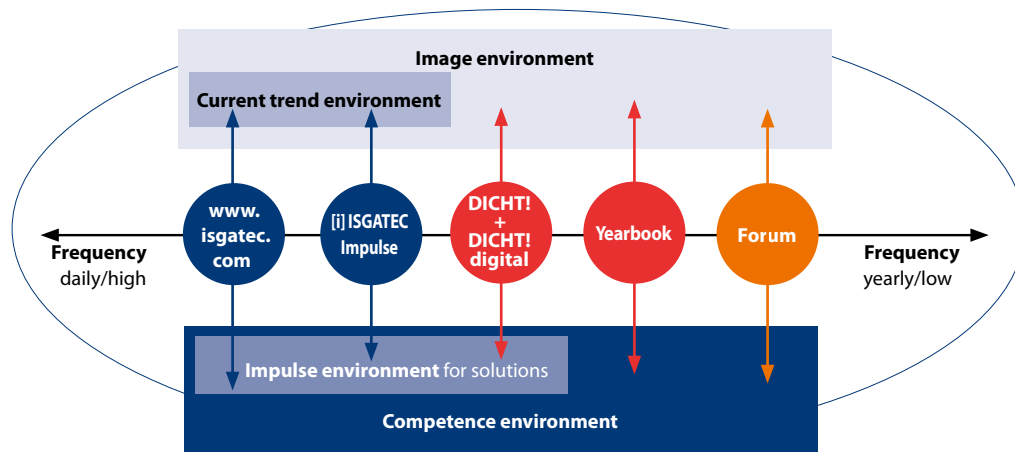 Image environment
Current trend environment
www.
isgatec.
com
[i] ISGATEC
Impulse
DICHT!
+
DICHT!
digital
Yearbook
Forum
Frequency
daily/high
Frequency
yearly/low
Impulse environment for solutions
Competence environment